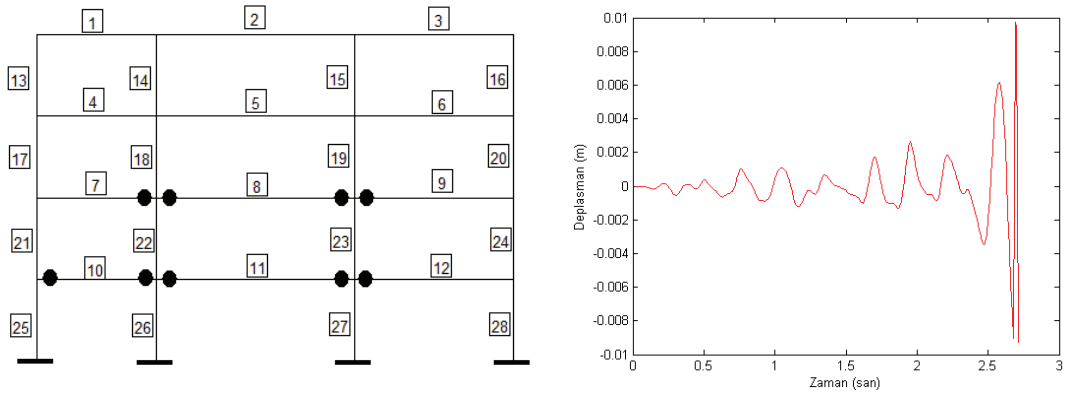 1 2 3
13 14 15 16
4 5 6
17 18 19 20
7 8 9
21 22 23 24
10 11 12
25 26 27 28
0.01
0.008
0.006
0.004
0.002
0
-0.002
-0.004
-0.006
-0.008
-0.01
Deplasman (m)
0 0.5 1 1.5 2 2.5 3
Zaman (san)